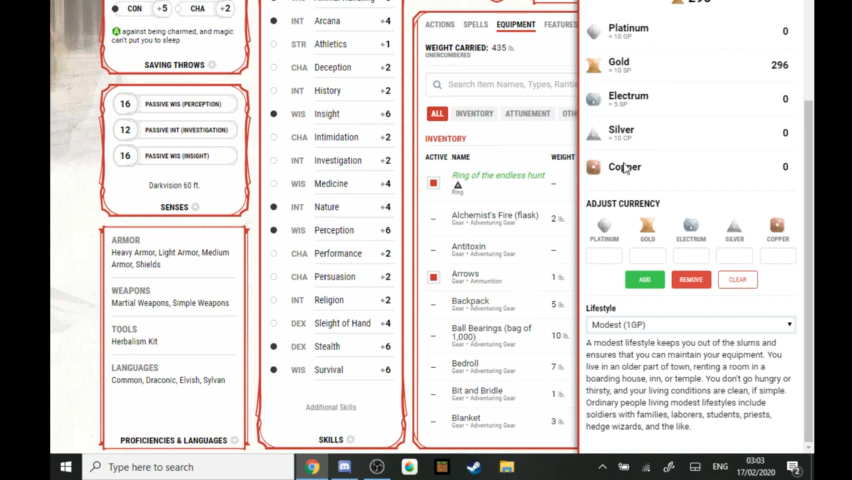 CON +5 CHA +2
against being charmed, and magic
can't put you to sleep
SAVING THROWS
16 PASSIVE WIS (PERCEPTION)
12 PASSIVE INT (INVESTIGATION)
16 PASSIVE WIS (INSIGHT)
Darkvision 60 ft.
SENSES
ARMOR
Heavy Armor, Light Armor, Medium
Armor, Shields
WEAPONS
Martial Weapons, Simple Weapons
TOOLS
Herbalism Kit
LANGUAGES
Common, Draconic, Elvish, Sylvan
PROFICIENCIES & LANGUAGES
INT Arcana +4
STR Athletics +1
CHA Deception +2
INT History +2
WIS Insight +6
CHA Intimidation +2
INT Investigation +2
WIS Medicine +4
INT Nature +4
WIS Perception +6
CHA Performance +2
CHA Persuasion +2
INT Religion +2
DEX Sleight of Hand +4
DEX Stealth +6
WIS Survival +6
Additional Skills
SKILLS
ACTIONS SPELLS EQUIPMENT FEATURES
WEIGHT CARRIED: 435 lb.
UNENCUMBERED
Search Item Names, Types, Rarities
ALL INVENTORY ATTUNEMENT
INVENTORY
ACTIVE NAME WEIGHT
Ring of the endless hunt –
Ring
– Alchemist's Fire (flask) 2 lb.
Gear • Adventuring Gear
– Antitoxin –
Gear • Adventuring Gear
Arrows 1 lb.
Gear • Ammunition
– Backpack 5 lb.
Gear • Adventuring Gear
– Ball Bearings (bag of 10 lb.
1,000)
Gear • Adventuring Gear
– Bedroll 7 lb.
Gear • Adventuring Gear
– Bit and Bridle 1 lb.
Gear • Adventuring Gear
– Blanket 3 lb.
Gear • Adventuring Gear
Platinum 0
= 10 GP
Gold 296
= 10 SP
Electrum 0
= 5 SP
Silver 0
= 10 CP
Copper 0
ADJUST CURRENCY
PLATINUM GOLD ELECTRUM SILVER COPPER
ADD REMOVE CLEAR
Lifestyle
Modest (1GP)
A modest lifestyle keeps you out of the slums and
ensures that you can maintain your equipment. You
live in an older part of town, renting a room in a
boarding house, inn, or temple. You don't go hungry or
thirsty, and your living conditions are clean, if simple.
Ordinary people living modest lifestyles include
soldiers with families, laborers, students, priests,
hedge wizards, and the like.
Type here to search
ENG
03:03
17/02/2020
2